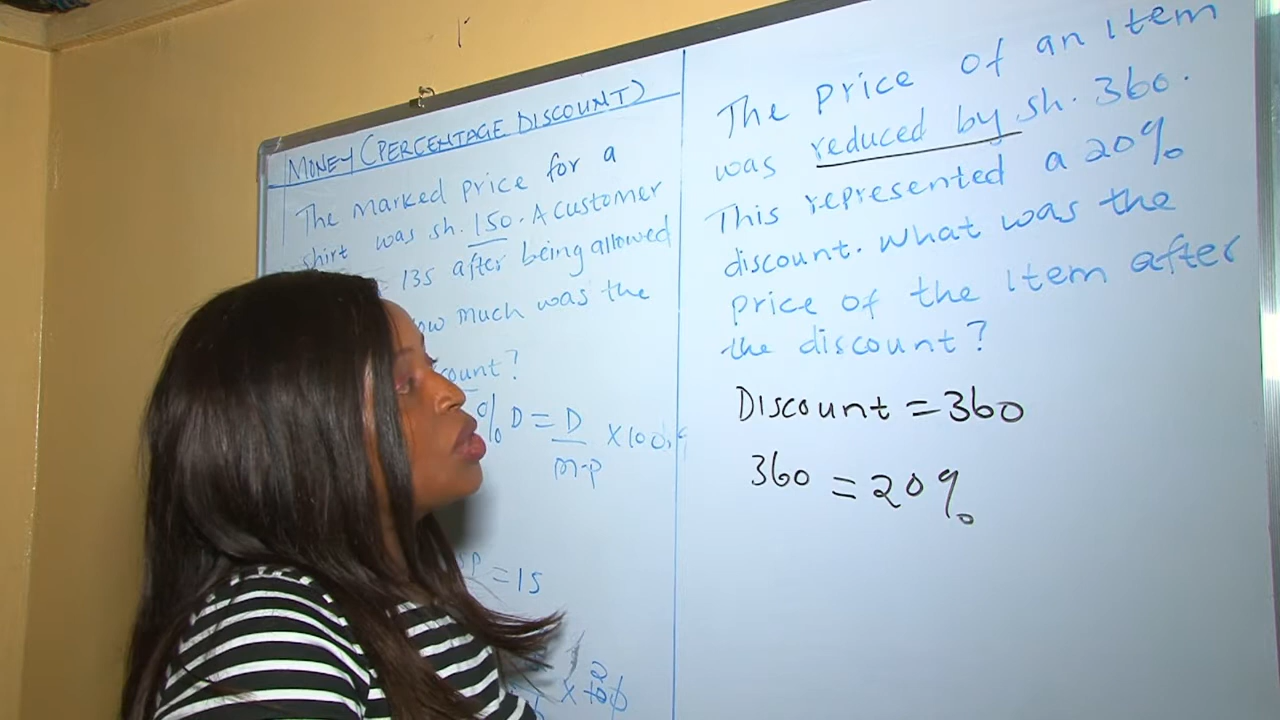 MONEY (PERCENTAGE DISCOUNT)
The marked price for a
shirt was sh. 150. A customer
= 135 after being allowed
much was the
?
% D = D
m.p × 100
= 15
× 100
2
The price of an item
was reduced by sh. 360.
This represented a 20%
discount. What was the
price of the item after
the discount?
Discount = 360
360 = 20%